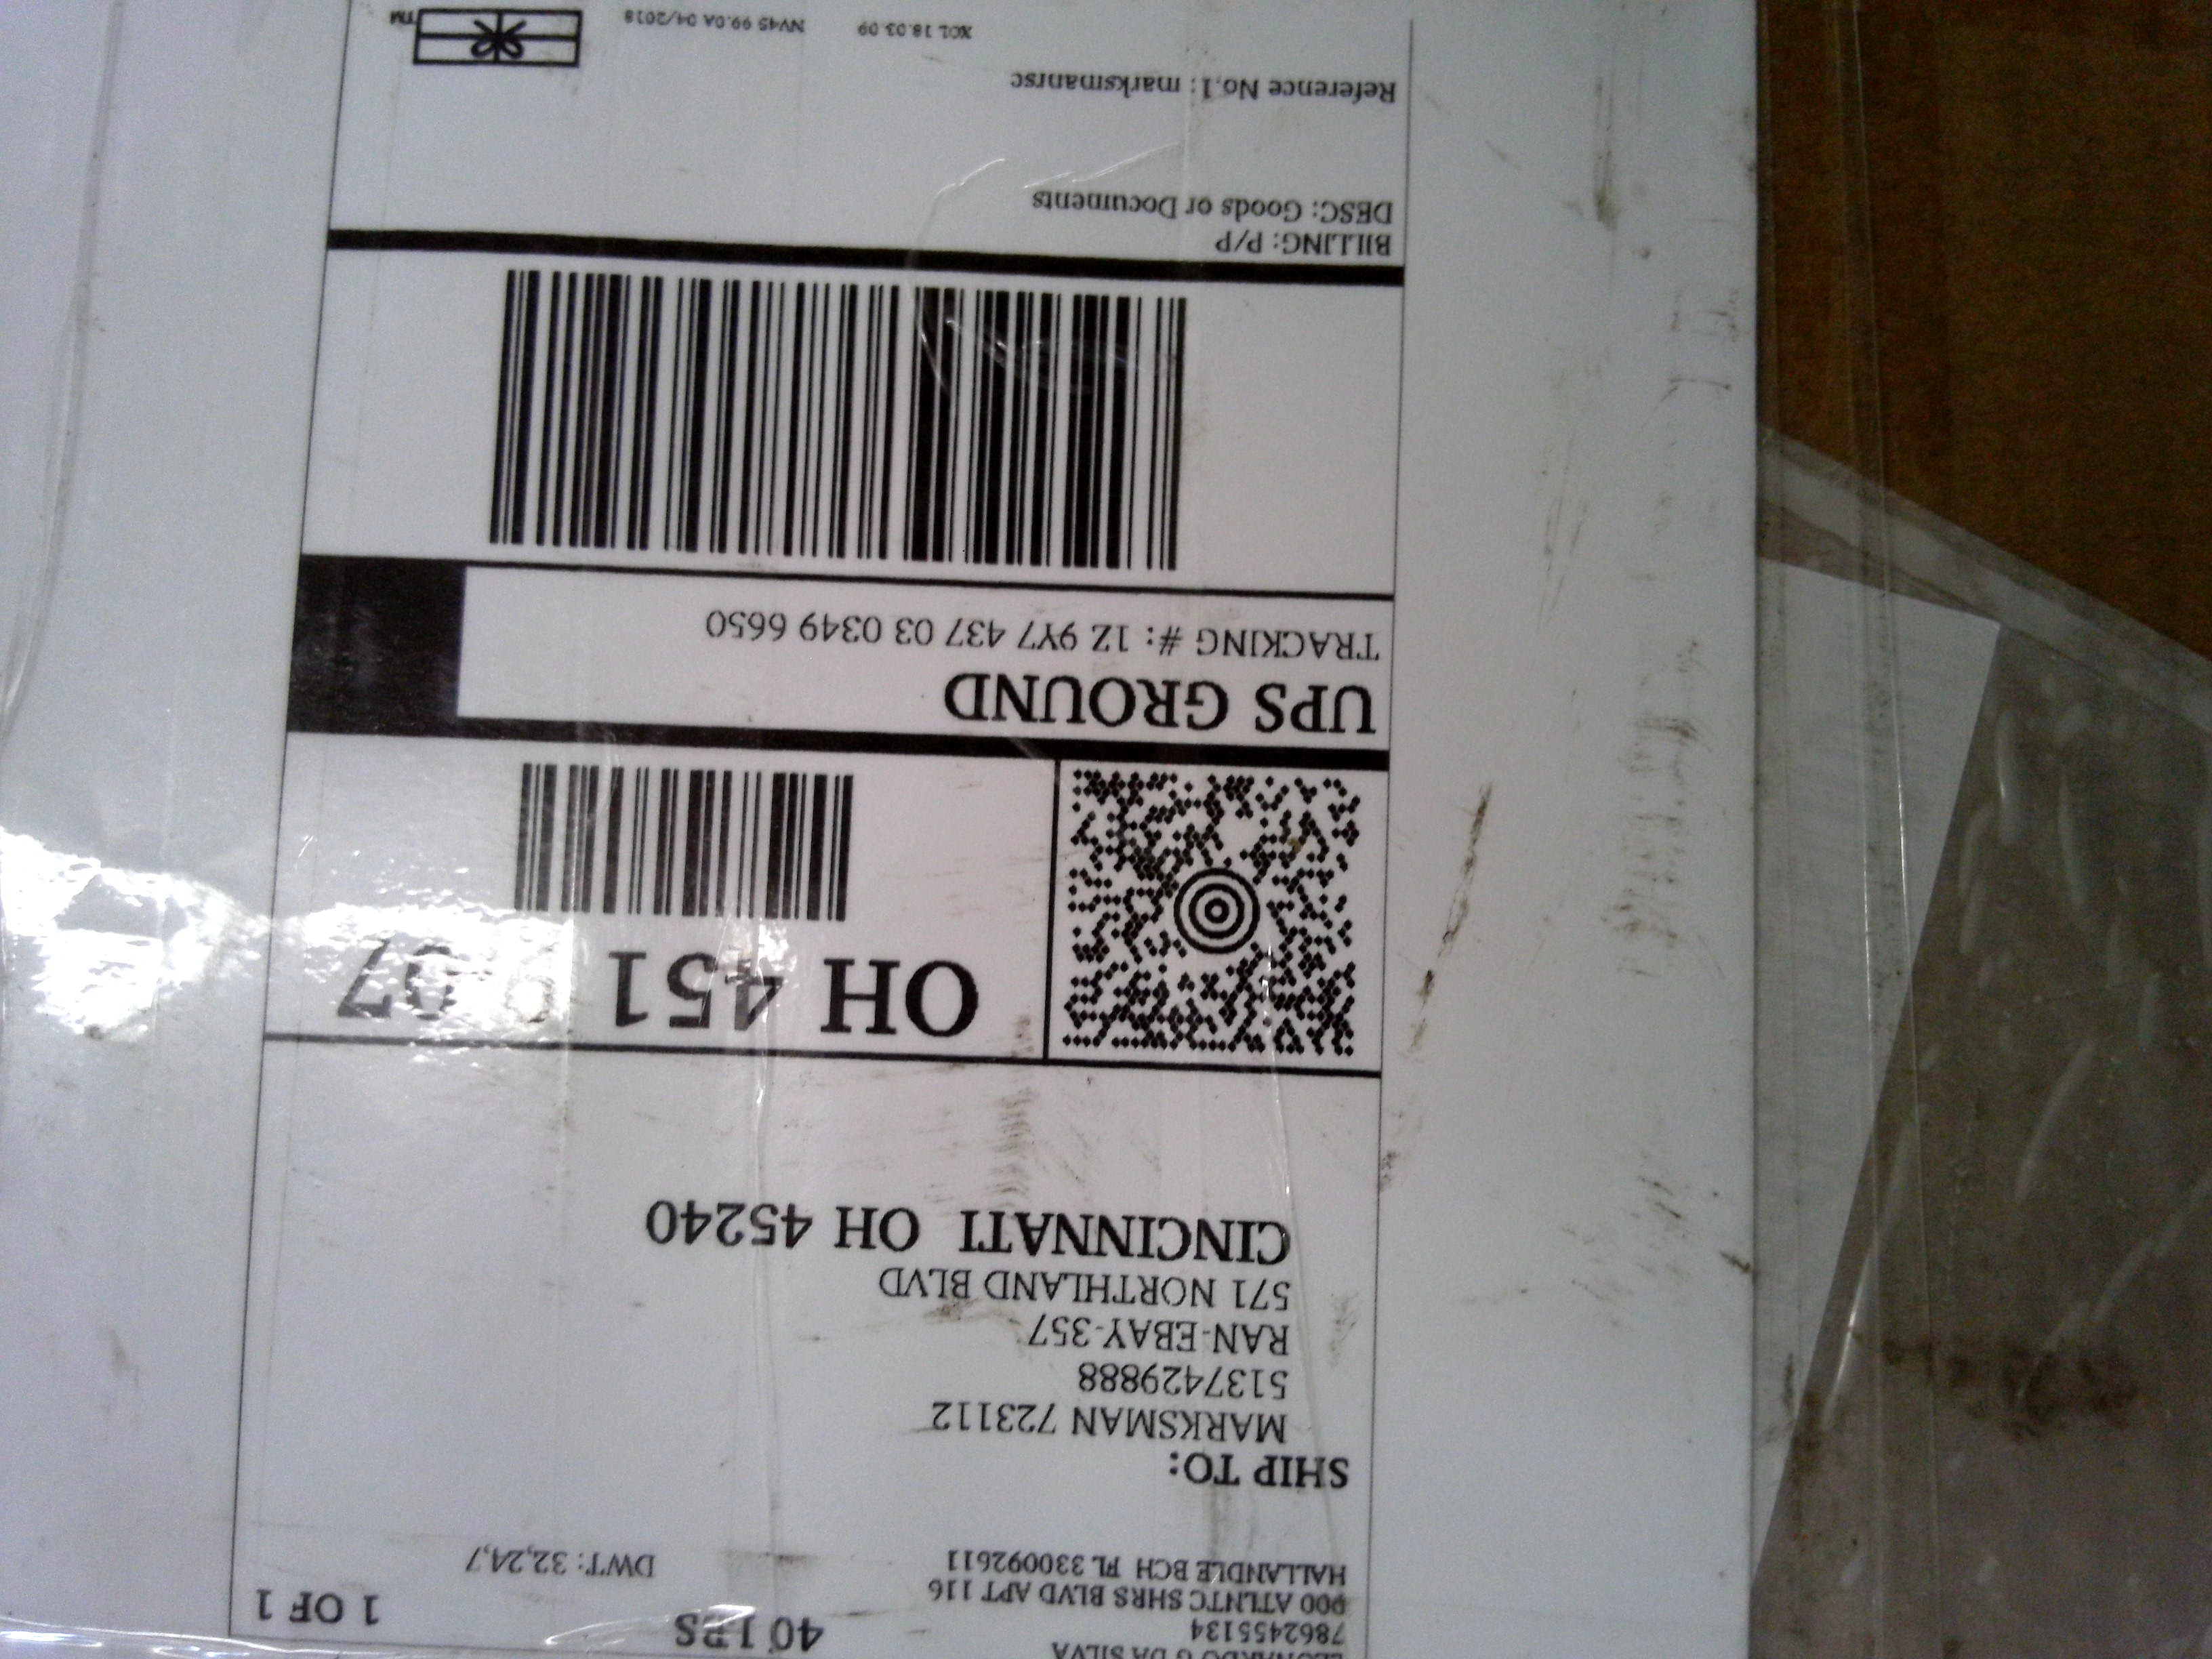 DA SILVA
7862455134
900 ATLNTC SHRS BLVD APT 116
HALLANDLE BCH FL 330092611
40 LBS
1 OF 1
DWT: 32,24,7
SHIP TO:
MARKSMAN 723112
5137429888
RAN-EBAY-357
571 NORTHLAND BLVD
CINCINNATI OH 45240
OH 451
UPS GROUND
TRACKING #: 1Z 9Y7 437 03 0349 6650
BILLING: P/P
DESC: Goods or Documents
Reference No.1: marksmanrsc
XOL 18.03.09
NV45 99.0A 04/2018
TM